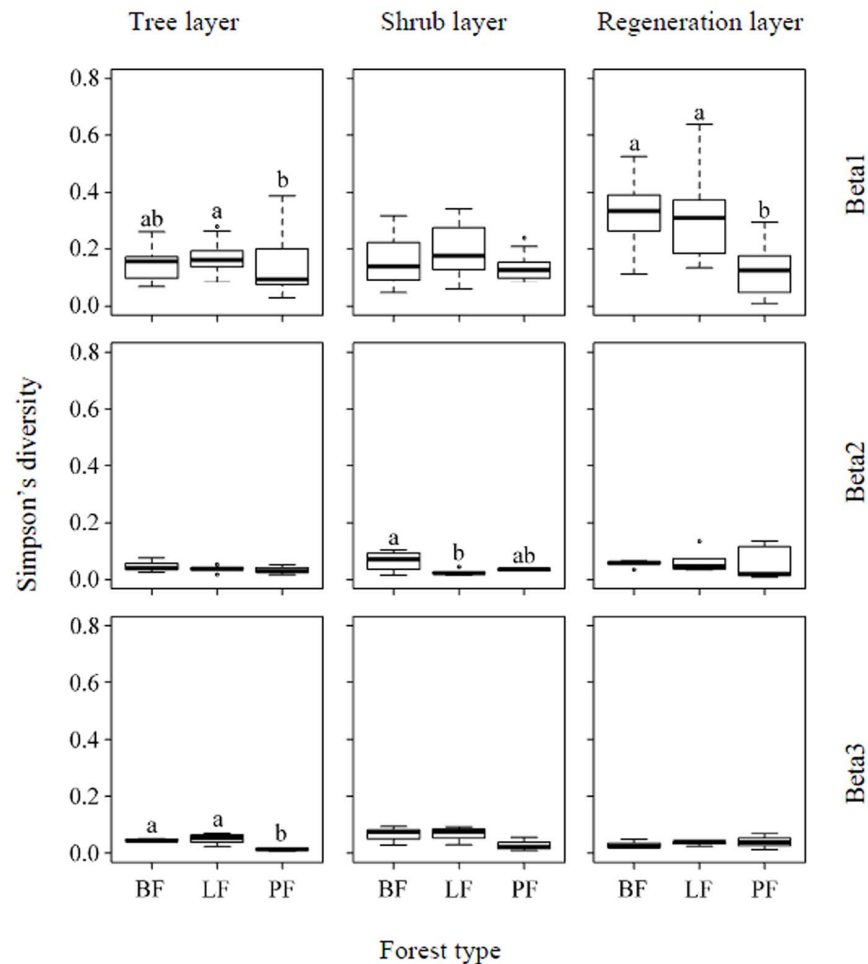 Tree layer Shrub layer Regeneration layer
0.8
0.6
0.4
0.2
0.0
ab a b
a a b
Beta1
0.8
0.6
0.4
0.2
0.0
a b ab
Beta2
0.8
0.6
0.4
0.2
0.0
a a b
Beta3
Simpson's diversity
BF LF PF BF LF PF BF LF PF
Forest type